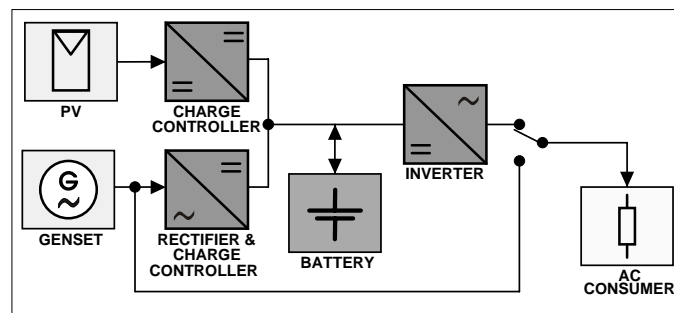 PV
CHARGE
CONTROLLER
INVERTER
G
GENSET
RECTIFIER &
CHARGE
CONTROLLER
BATTERY
AC
CONSUMER